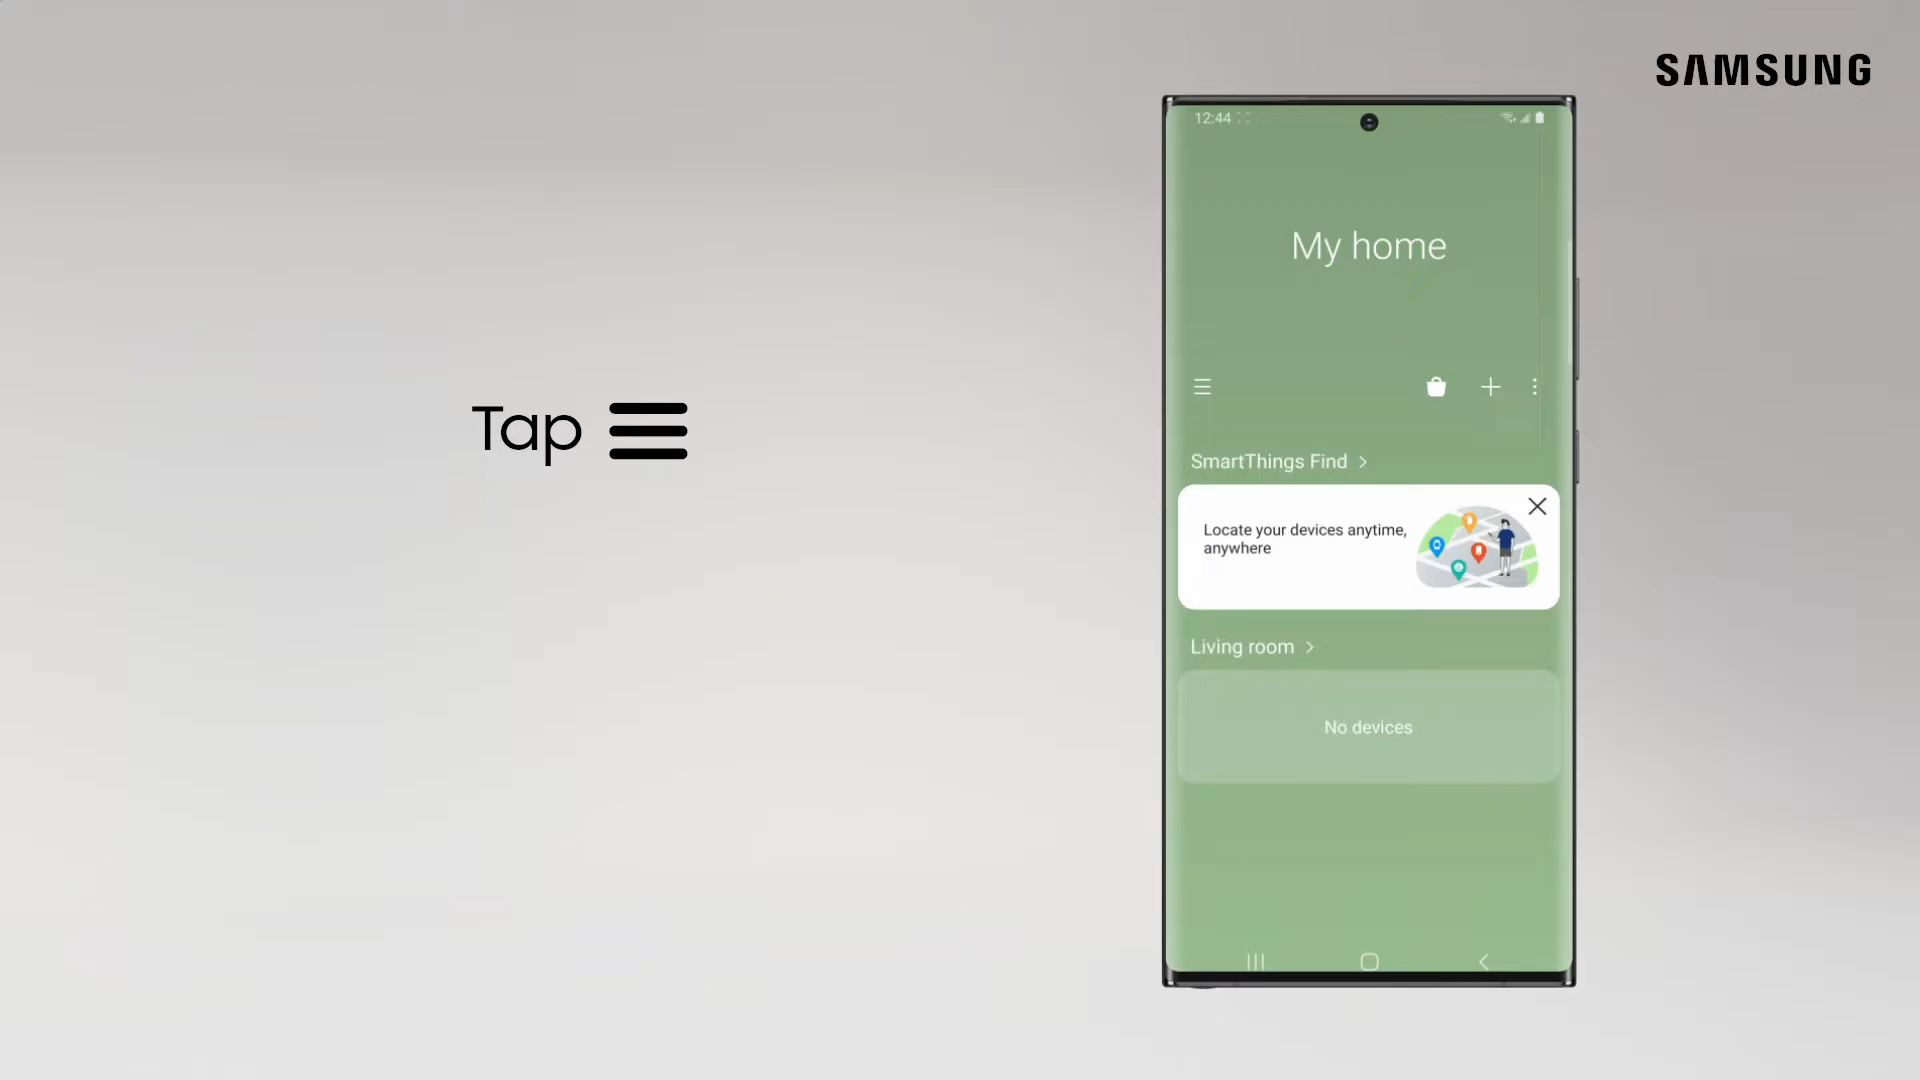 SAMSUNG
Tap
12:44
My home
SmartThings Find
Locate your devices anytime,
anywhere
Living room
No devices